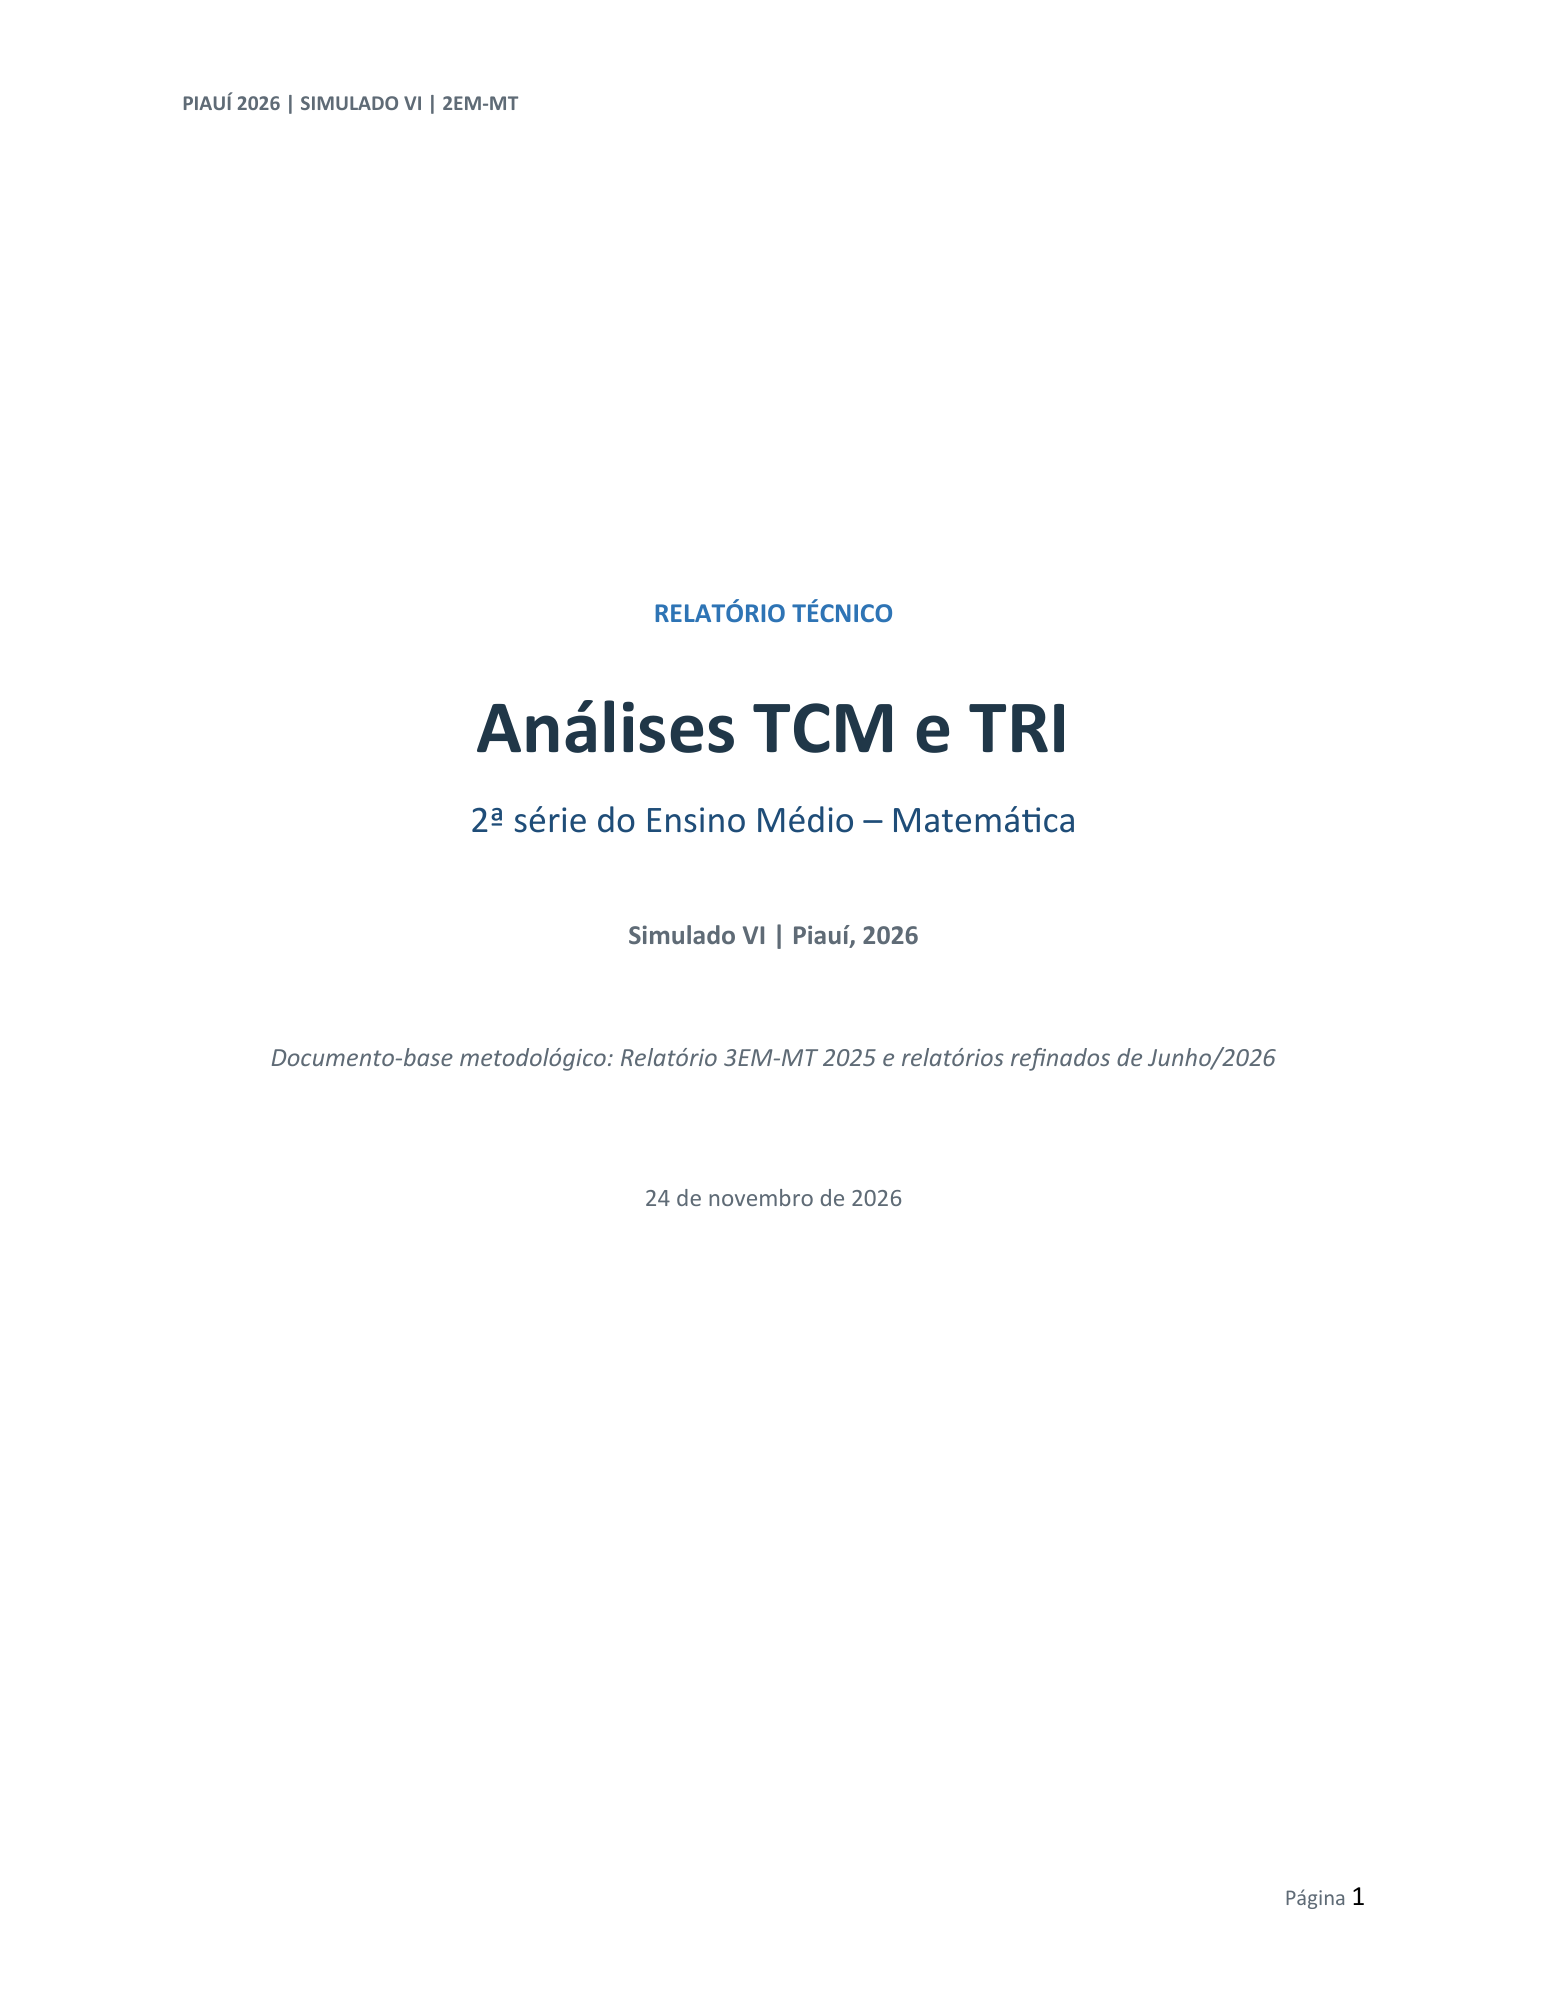 PIAUÍ 2026 | SIMULADO VI | 2EM-MT
RELATÓRIO TÉCNICO
Análises TCM e TRI
2ª série do Ensino Médio – Matemática
Simulado VI | Piauí, 2026
Documento-base metodológico: Relatório 3EM-MT 2025 e relatórios refinados de Junho/2026
24 de novembro de 2026
Página 1